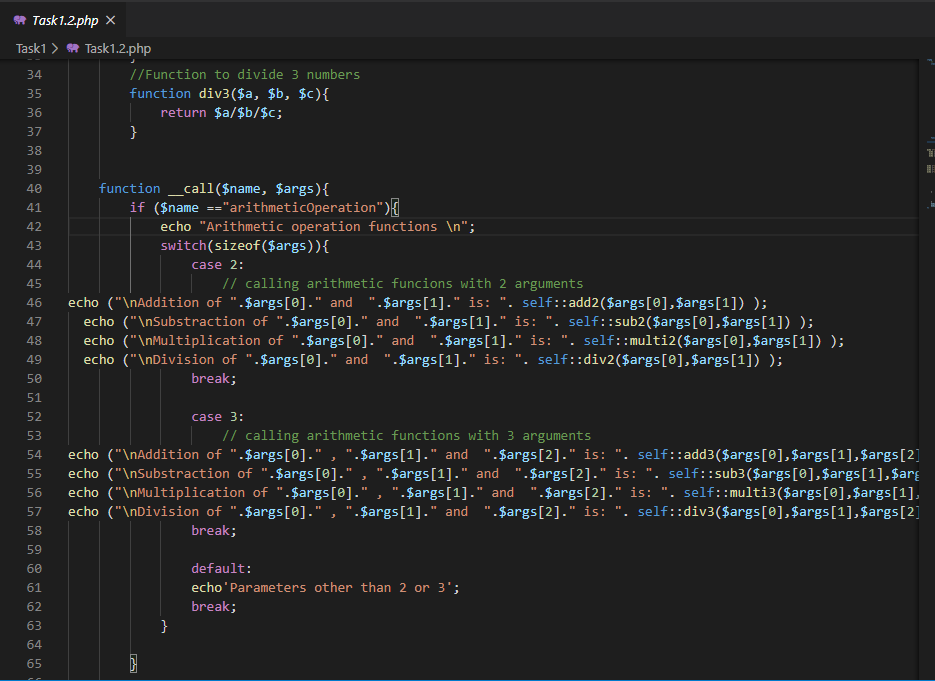 Task1.2.php
Task1 > Task1.2.php
34 //Function to divide 3 numbers
35 function div3($a, $b, $c){
36 return $a/$b/$c;
37 }
38
39
40 function __call($name, $args){
41 if ($name =="arithmeticOperation"){
42 echo "Arithmetic operation functions \n";
43 switch(sizeof($args)){
44 case 2:
45 // calling arithmetic funcions with 2 arguments
46 echo ("\nAddition of ".$args[0]." and  ".$args[1]." is: ". self::add2($args[0],$args[1]) );
47 echo ("\nSubstraction of ".$args[0]." and  ".$args[1]." is: ". self::sub2($args[0],$args[1]) );
48 echo ("\nMultiplication of ".$args[0]." and  ".$args[1]." is: ". self::multi2($args[0],$args[1]) );
49 echo ("\nDivision of ".$args[0]." and  ".$args[1]." is: ". self::div2($args[0],$args[1]) );
50 break;
51
52 case 3:
53 // calling arithmetic functions with 3 arguments
54 echo ("\nAddition of ".$args[0]." , ".$args[1]." and  ".$args[2]." is: ". self::add3($args[0],$args[1],$args[2]
55 echo ("\nSubstraction of ".$args[0]." , ".$args[1]." and  ".$args[2]." is: ". self::sub3($args[0],$args[1],$arg
56 echo ("\nMultiplication of ".$args[0]." , ".$args[1]." and  ".$args[2]." is: ". self::multi3($args[0],$args[1],
57 echo ("\nDivision of ".$args[0]." , ".$args[1]." and  ".$args[2]." is: ". self::div3($args[0],$args[1],$args[2]
58 break;
59
60 default:
61 echo'Parameters other than 2 or 3';
62 break;
63 }
64
65 }